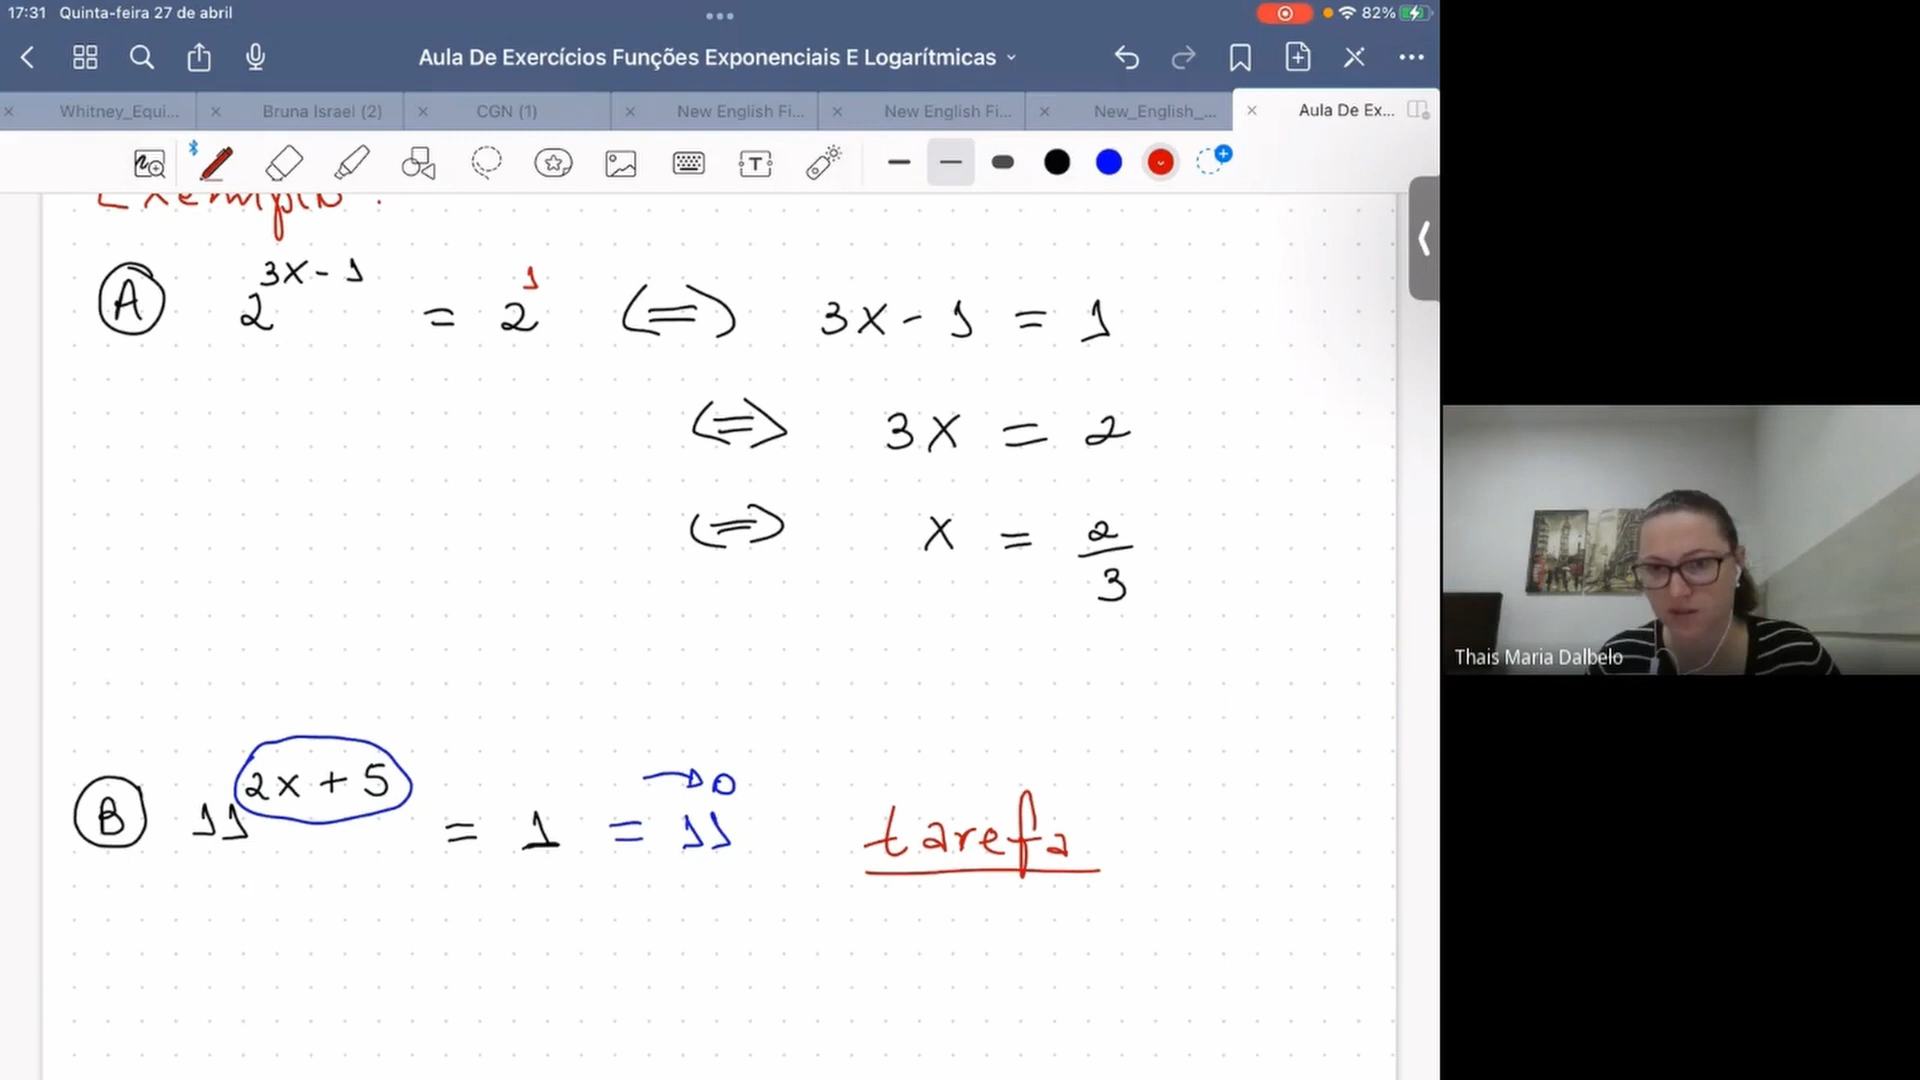 17:31 Quinta-feira 27 de abril
82%
Aula De Exercícios Funções Exponenciais E Logarítmicas
Whitney_Equi...
Bruna Israel (2)
CGN (1)
New English Fi...
New English Fi...
New_English_...
Aula De Ex...
T
Exemplo :
A 2^{3x-1} = 2^1 <=> 3x - 1 = 1
<=> 3x = 2
<=> x = 2/3
B 11^{2x+5} = 1 = 11^0 tarefa
Thais Maria Dalbelo